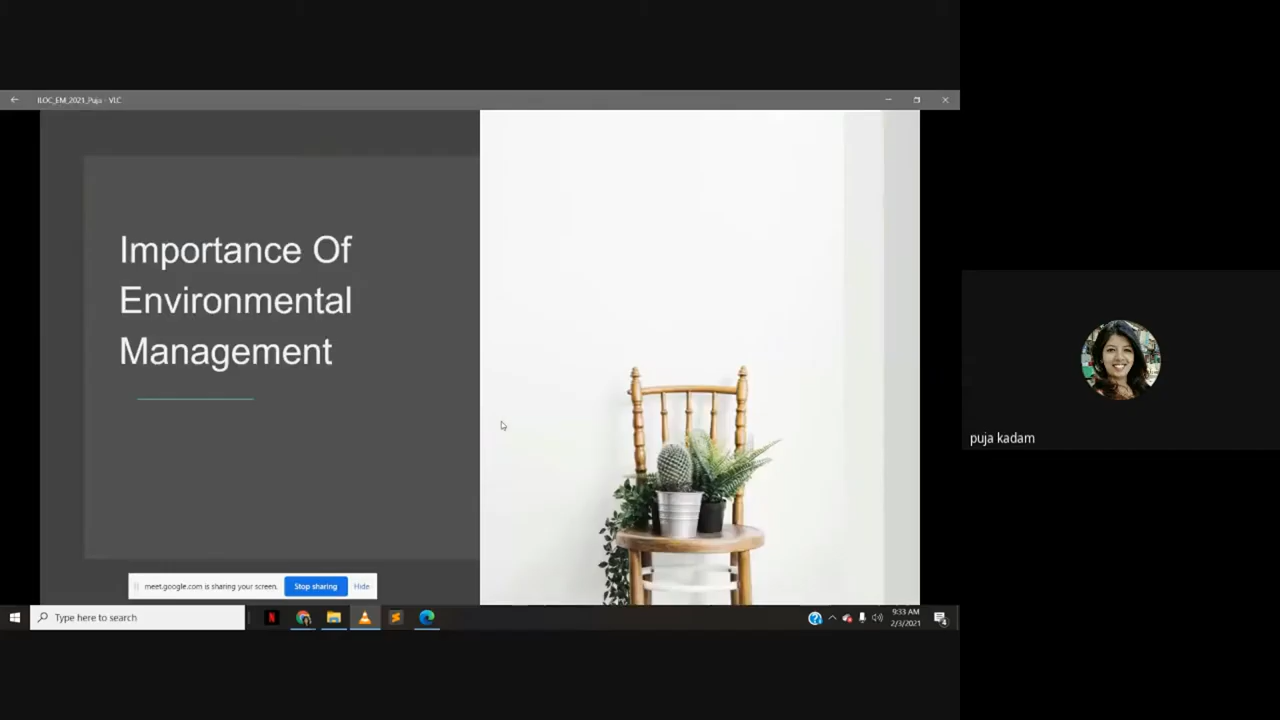 ILOC_EM_2021_Puja - VLC
Importance Of
Environmental
Management
puja kadam
meet.google.com is sharing your screen.
Stop sharing
Hide
Type here to search
N
9:33 AM
2/3/2021
4